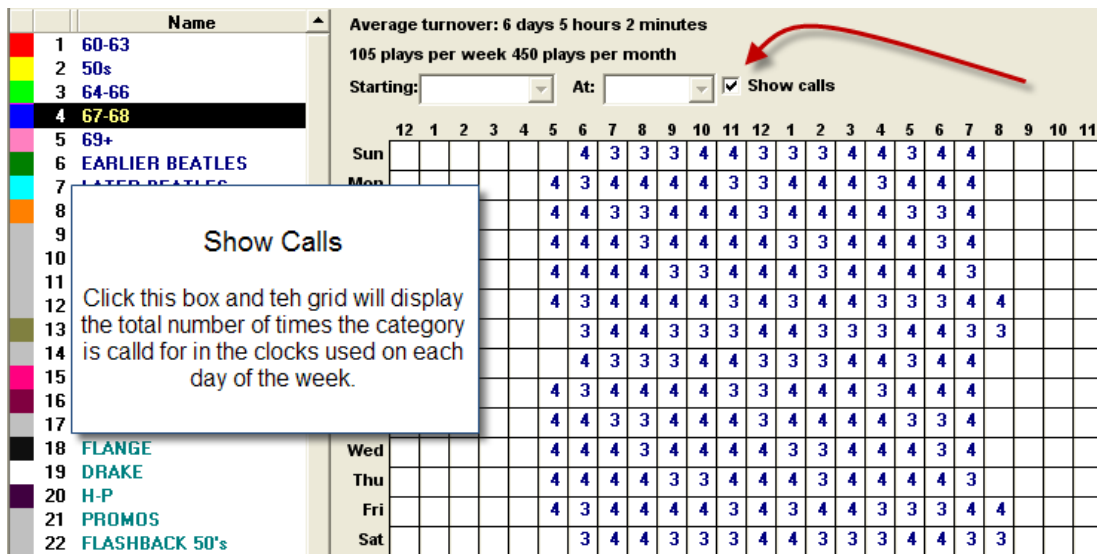 Name
1 60-63
2 50s
3 64-66
4 67-68
5 69+
6 EARLIER BEATLES
7 LATER BEATLES
8
9
10
11
12
13
14
15
16
17
18 FLANGE
19 DRAKE
20 H-P
21 PROMOS
22 FLASHBACK 50's
Show Calls
Click this box and teh grid will display
the total number of times the category
is calld for in the clocks used on each
day of the week.
Average turnover: 6 days 5 hours 2 minutes
105 plays per week 450 plays per month
Starting: At: Show calls
12 1 2 3 4 5 6 7 8 9 10 11 12 1 2 3 4 5 6 7 8 9 10 11
Sun 4 3 3 3 4 4 3 3 3 4 4 3 4 4
Mon 4 3 4 4 4 4 3 3 4 4 4 3 4 4 4
4 4 3 3 4 4 4 3 4 4 4 4 3 3 4
4 4 4 3 4 4 4 4 3 3 4 4 4 3 4
4 4 4 4 3 3 4 4 4 3 4 4 4 4 3
4 3 4 4 4 4 3 4 3 4 4 3 3 3 4 4
3 4 4 3 3 3 4 4 3 3 3 4 4 3 3
4 3 3 3 4 4 3 3 3 4 4 3 4 4
4 3 4 4 4 4 3 3 4 4 4 3 4 4 4
4 4 3 3 4 4 4 3 4 4 4 4 3 3 4
Wed 4 4 4 3 4 4 4 4 3 3 4 4 4 3 4
Thu 4 4 4 4 3 3 4 4 4 3 4 4 4 4 3
Fri 4 3 4 4 4 4 3 4 3 4 4 3 3 3 4 4
Sat 3 4 4 3 3 3 4 4 3 3 3 4 4 3 3